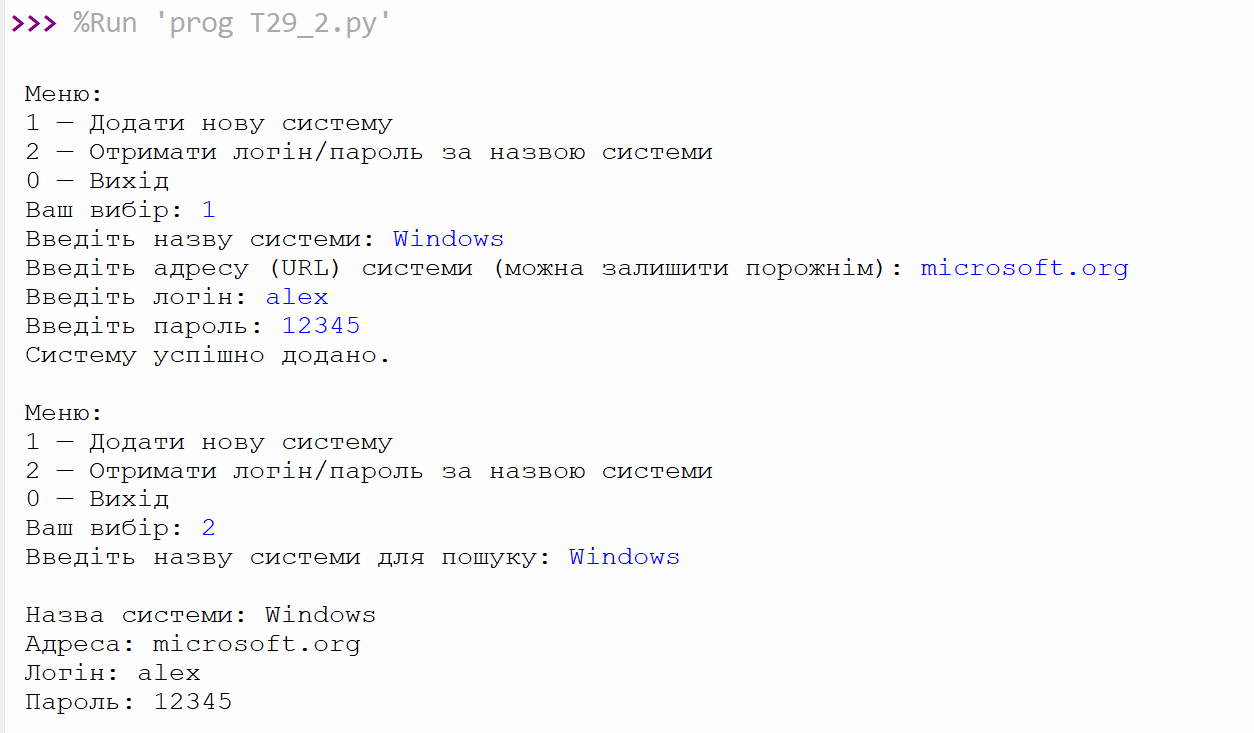 >>> %Run 'prog T29_2.py'
Меню:
1 — Додати нову систему
2 — Отримати логін/пароль за назвою системи
0 — Вихід
Ваш вибір: 1
Введіть назву системи: Windows
Введіть адресу (URL) системи (можна залишити порожнім): microsoft.org
Введіть логін: alex
Введіть пароль: 12345
Систему успішно додано.
Меню:
1 — Додати нову систему
2 — Отримати логін/пароль за назвою системи
0 — Вихід
Ваш вибір: 2
Введіть назву системи для пошуку: Windows
Назва системи: Windows
Адреса: microsoft.org
Логін: alex
Пароль: 12345